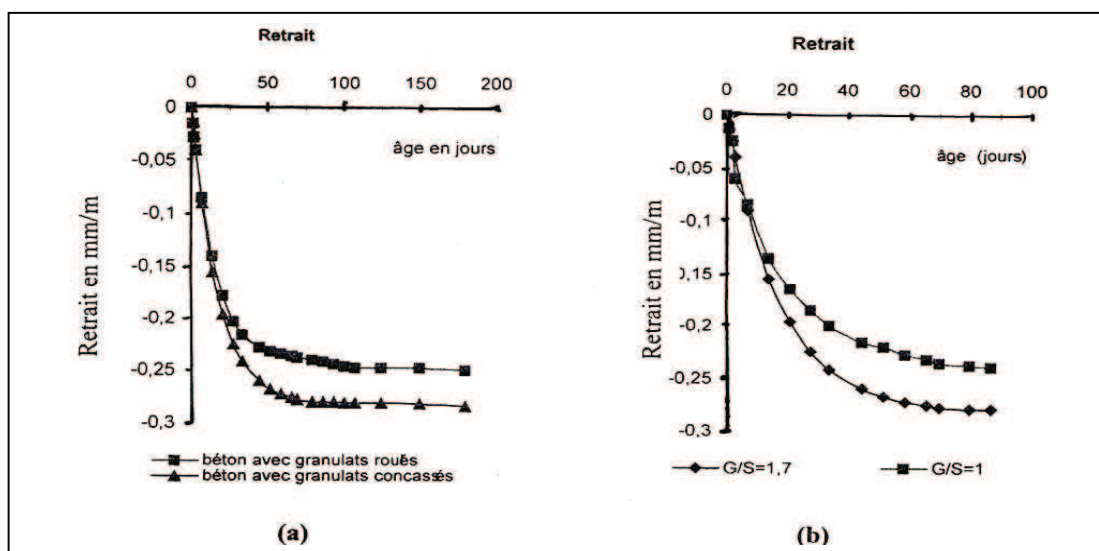 Retrait
0 50 100 150 200
0
-0,05
-0,1
-0,15
-0,2
-0,25
-0,3
âge en jours
Retrait en mm/m
béton avec granulats roués
béton avec granulats concassés
(a)
Retrait
0 20 40 60 80 100
0
-0,05
-0,1
,15
-0,2
-0,25
-0,3
âge (jours)
Retrait en mm/m
G/S=1,7 G/S=1
(b)